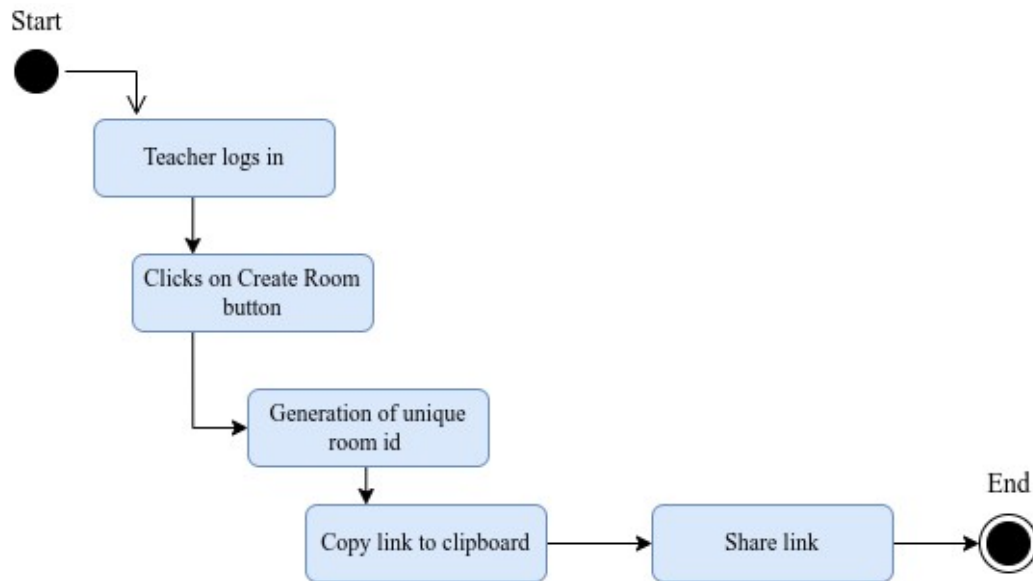 Start
Teacher logs in
Clicks on Create Room
button
Generation of unique
room id
Copy link to clipboard
Share link
End